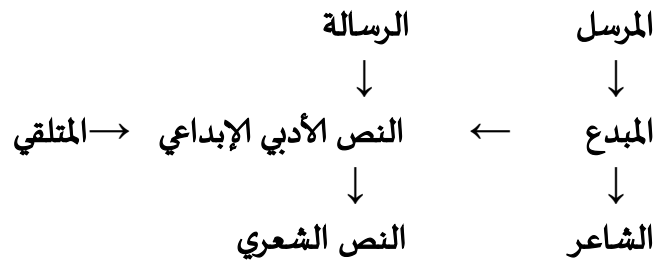 المرسل الرسالة
↓ ↓
المبدع ← النص الأدبي الإبداعي →المتلقي
↓ ↓
الشاعر النص الشعري